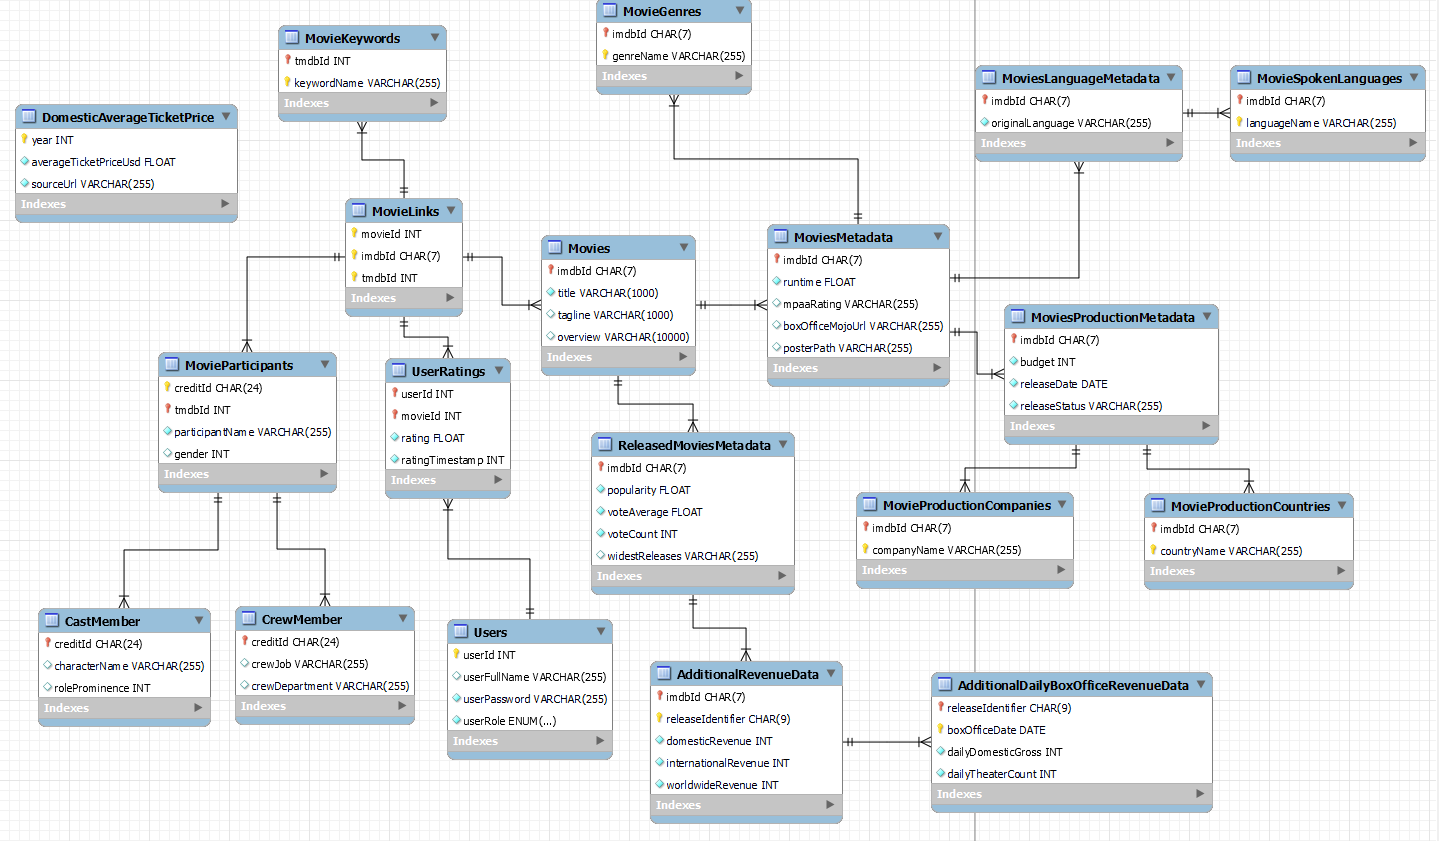 MovieGenres
imdbId CHAR(7)
genreName VARCHAR(255)
Indexes
MovieKeywords
tmdbId INT
keywordName VARCHAR(255)
Indexes
MoviesLanguageMetadata
imdbId CHAR(7)
originalLanguage VARCHAR(255)
Indexes
MovieSpokenLanguages
imdbId CHAR(7)
languageName VARCHAR(255)
Indexes
DomesticAverageTicketPrice
year INT
averageTicketPriceUsd FLOAT
sourceUrl VARCHAR(255)
Indexes
MovieLinks
movieId INT
imdbId CHAR(7)
tmdbId INT
Indexes
Movies
imdbId CHAR(7)
title VARCHAR(1000)
tagline VARCHAR(1000)
overview VARCHAR(10000)
Indexes
MoviesMetadata
imdbId CHAR(7)
runtime FLOAT
mpaaRating VARCHAR(255)
boxOfficeMojoUrl VARCHAR(255)
posterPath VARCHAR(255)
Indexes
MoviesProductionMetadata
imdbId CHAR(7)
budget INT
releaseDate DATE
releaseStatus VARCHAR(255)
Indexes
MovieParticipants
creditId CHAR(24)
tmdbId INT
participantName VARCHAR(255)
gender INT
Indexes
UserRatings
userId INT
movieId INT
rating FLOAT
ratingTimestamp INT
Indexes
ReleasedMoviesMetadata
imdbId CHAR(7)
popularity FLOAT
voteAverage FLOAT
voteCount INT
widestReleases VARCHAR(255)
Indexes
MovieProductionCompanies
imdbId CHAR(7)
companyName VARCHAR(255)
Indexes
MovieProductionCountries
imdbId CHAR(7)
countryName VARCHAR(255)
Indexes
CastMember
creditId CHAR(24)
characterName VARCHAR(255)
roleProminence INT
Indexes
CrewMember
creditId CHAR(24)
crewJob VARCHAR(255)
crewDepartment VARCHAR(255)
Indexes
Users
userId INT
userFullName VARCHAR(255)
userPassword VARCHAR(255)
userRole ENUM(...)
Indexes
AdditionalRevenueData
imdbId CHAR(7)
releaseIdentifier CHAR(9)
domesticRevenue INT
internationalRevenue INT
worldwideRevenue INT
Indexes
AdditionalDailyBoxOfficeRevenueData
releaseIdentifier CHAR(9)
boxOfficeDate DATE
dailyDomesticGross INT
dailyTheaterCount INT
Indexes